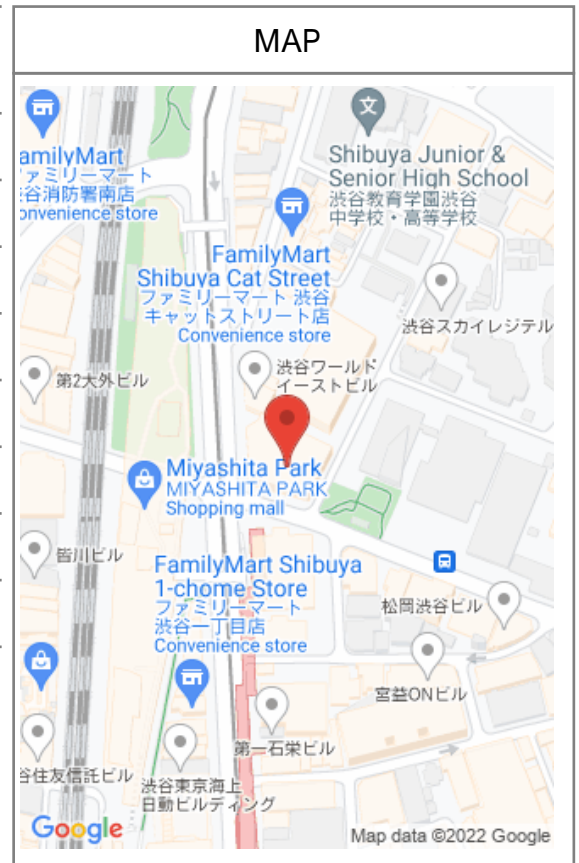 MAP
amilyMart
ァミリーマート
谷消防署南店
onvenience store
文
Shibuya Junior &
Senior High School
渋谷教育学園渋谷
中学校・高等学校
FamilyMart
Shibuya Cat Street
ファミリーマート 渋谷
キャットストリート店
Convenience store
渋谷スカイレジテル
渋谷ワールド
イーストビル
第2大外ビル
Miyashita Park
MIYASHITA PARK
Shopping mall
皆川ビル
FamilyMart Shibuya
1-chome Store
ファミリーマート
渋谷一丁目店
Convenience store
松岡渋谷ビル
宮益ONビル
第一石栄ビル
谷住友信託ビル
渋谷東京海上
日動ビルディング
Google
Map data ©2022 Google